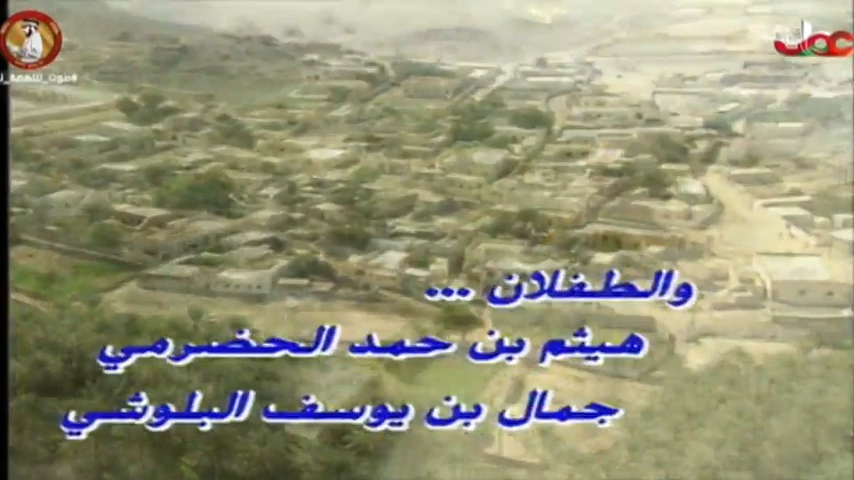 والطفلان ...
هيثم بن حمد الحضرمي
جمال بن يوسف البلوشي